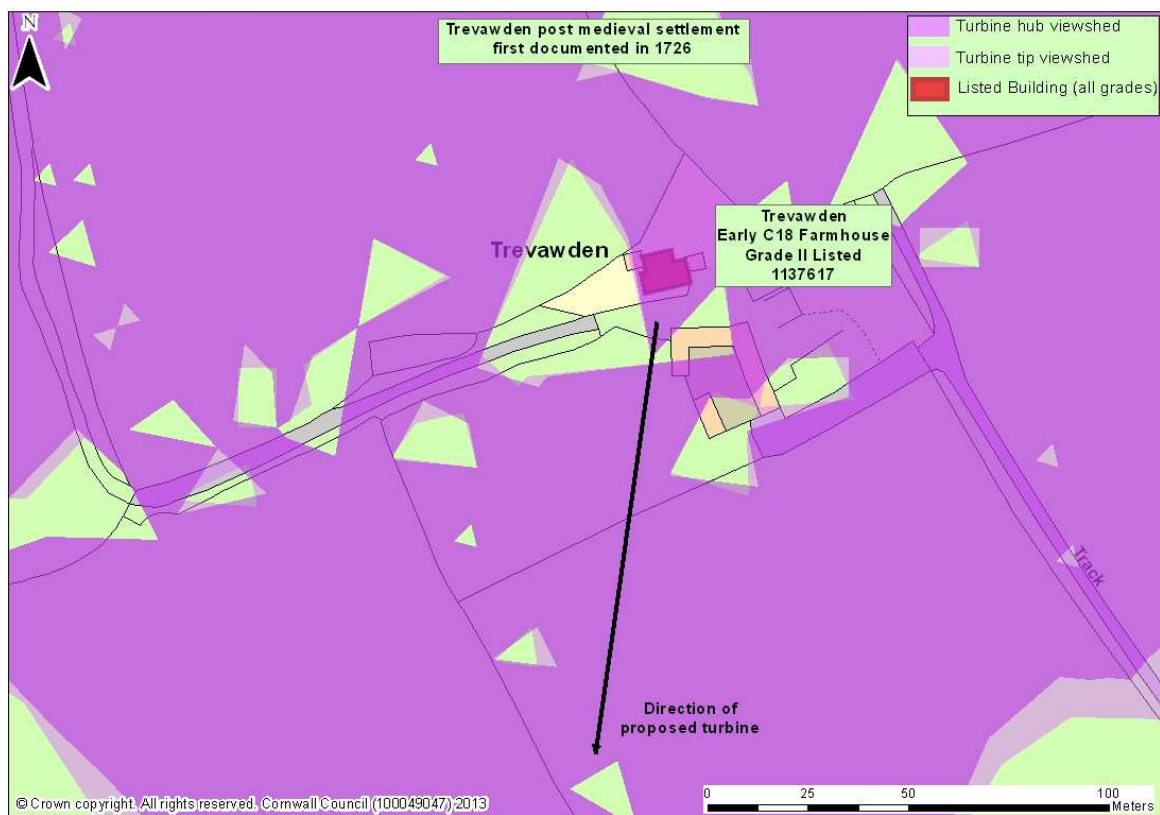 N
Trevawden post medieval settlement
first documented in 1726
Turbine hub viewshed
Turbine tip viewshed
Listed Building (all grades)
Trevawden
Trevawden
Early C18 Farmhouse
Grade II Listed
1137617
Track
Direction of
proposed turbine
© Crown copyright. All rights reserved. Cornwall Council (100049047) 2013
0 25 50 100
Meters